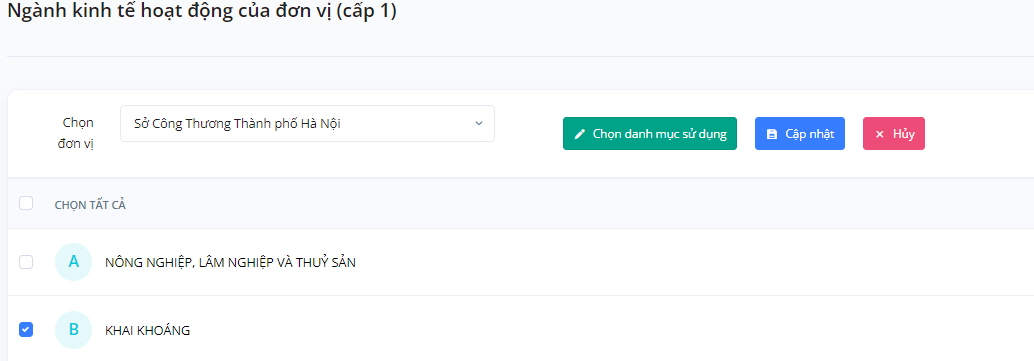 Ngành kinh tế hoạt động của đơn vị (cấp 1)
Chọn đơn vị
Sở Công Thương Thành phố Hà Nội
Chọn danh mục sử dụng
Cập nhật
Hủy
CHỌN TẤT CẢ
A NÔNG NGHIỆP, LÂM NGHIỆP VÀ THUỶ SẢN
B KHAI KHOÁNG